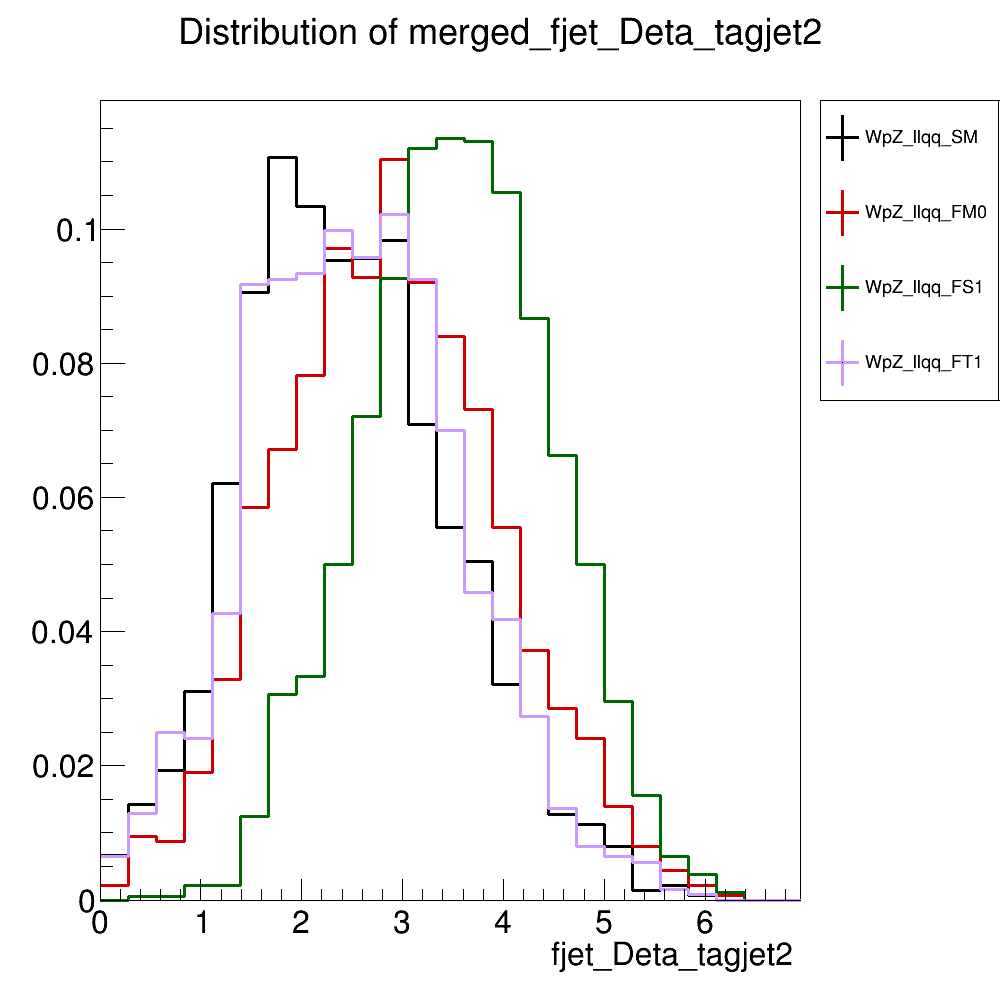 Distribution of merged_fjet_Deta_tagjet2
WpZ_llqq_SM
WpZ_llqq_FM0
WpZ_llqq_FS1
WpZ_llqq_FT1
0.1
0.08
0.06
0.04
0.02
0
0 1 2 3 4 5 6
fjet_Deta_tagjet2